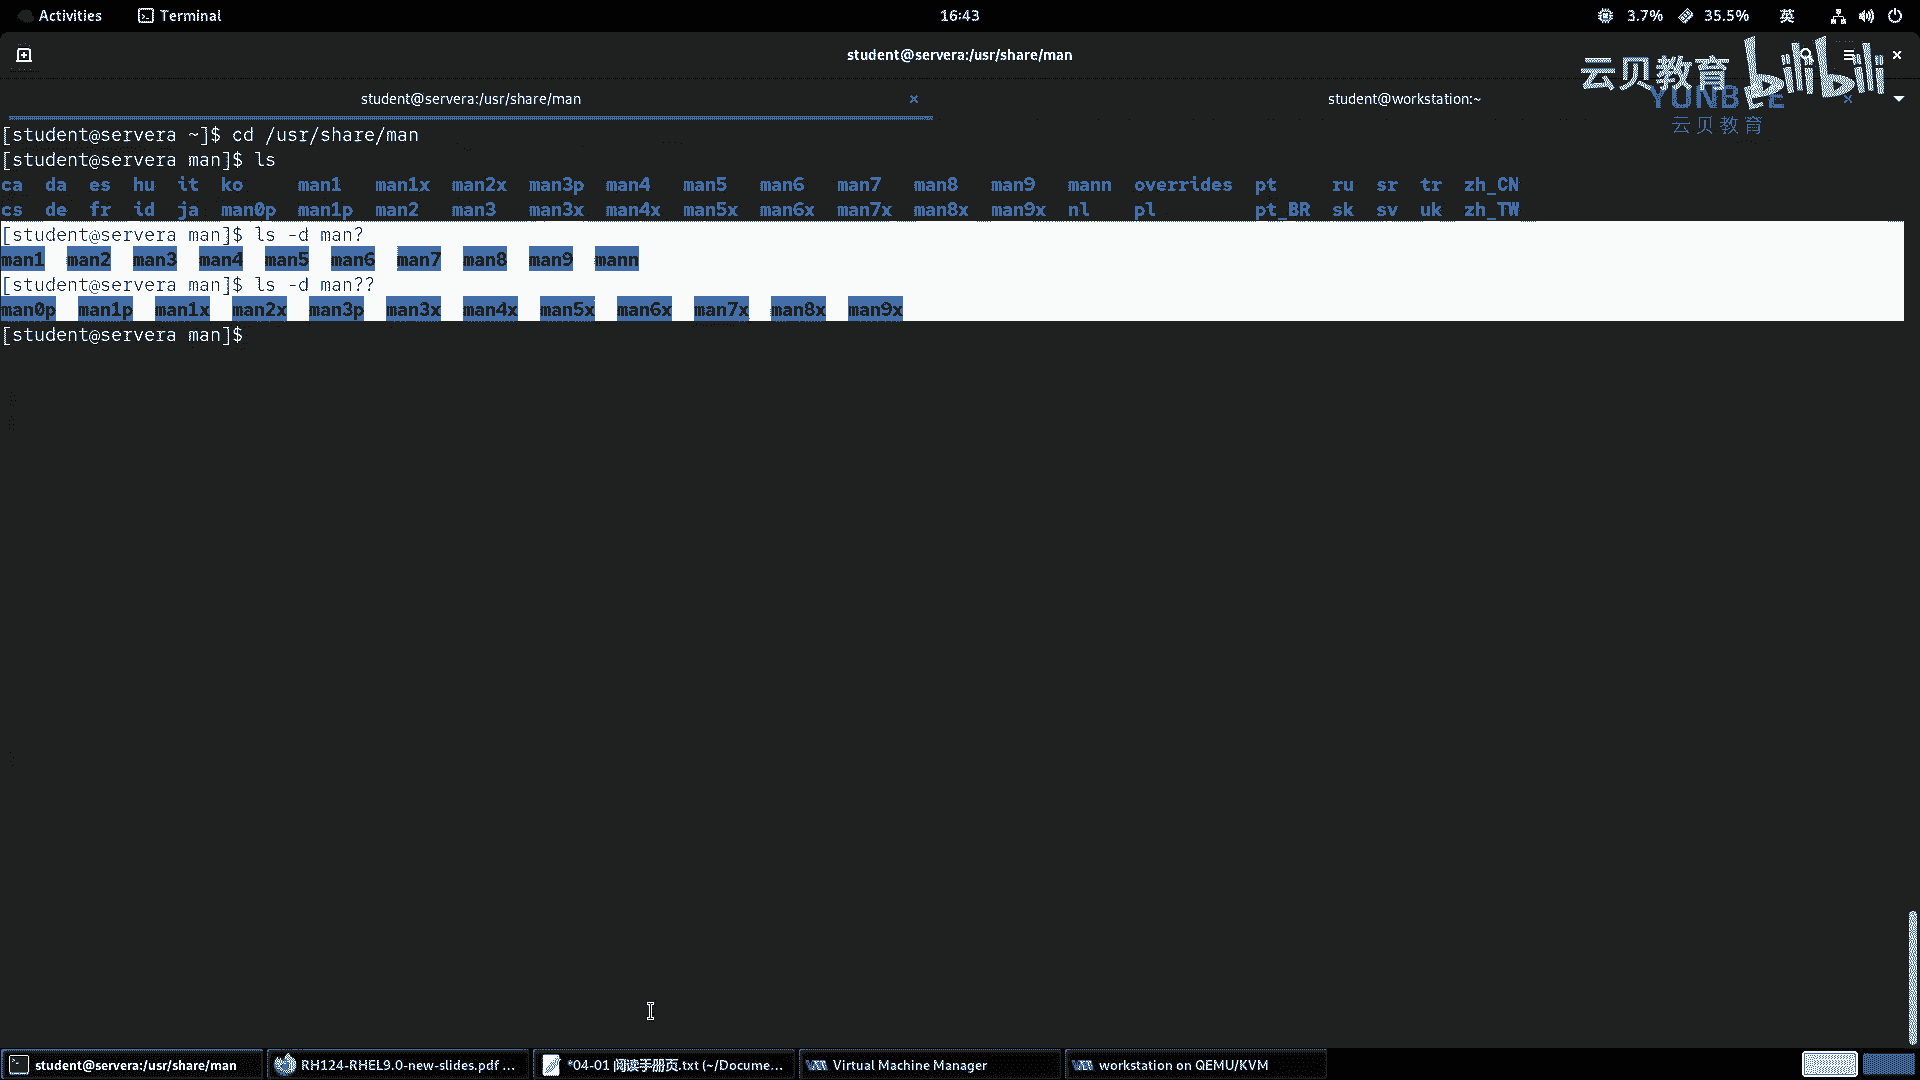 Activities Terminal 16:43 3.7% 35.5% 英
student@servera:/usr/share/man
云贝教育 bilibili
student@servera:/usr/share/man × student@workstation:~ ×
YUNBEE
云贝教育
[student@servera ~]$ cd /usr/share/man
[student@servera man]$ ls
ca da es hu it ko man1 man1x man2x man3p man4 man5 man6 man7 man8 man9 mann overrides pt ru sr tr zh_CN
cs de fr id ja man0p man1p man2 man3 man3x man4x man5x man6x man7x man8x man9x nl pl pt_BR sk sv uk zh_TW
[student@servera man]$ ls -d man?
man1 man2 man3 man4 man5 man6 man7 man8 man9 mann
[student@servera man]$ ls -d man??
man0p man1p man1x man2x man3p man3x man4x man5x man6x man7x man8x man9x
[student@servera man]$
student@servera:/usr/share/man RH124-RHEL9.0-new-slides.pdf ... *04-01 阅读手册页.txt (~/Docume... Virtual Machine Manager workstation on QEMU/KVM